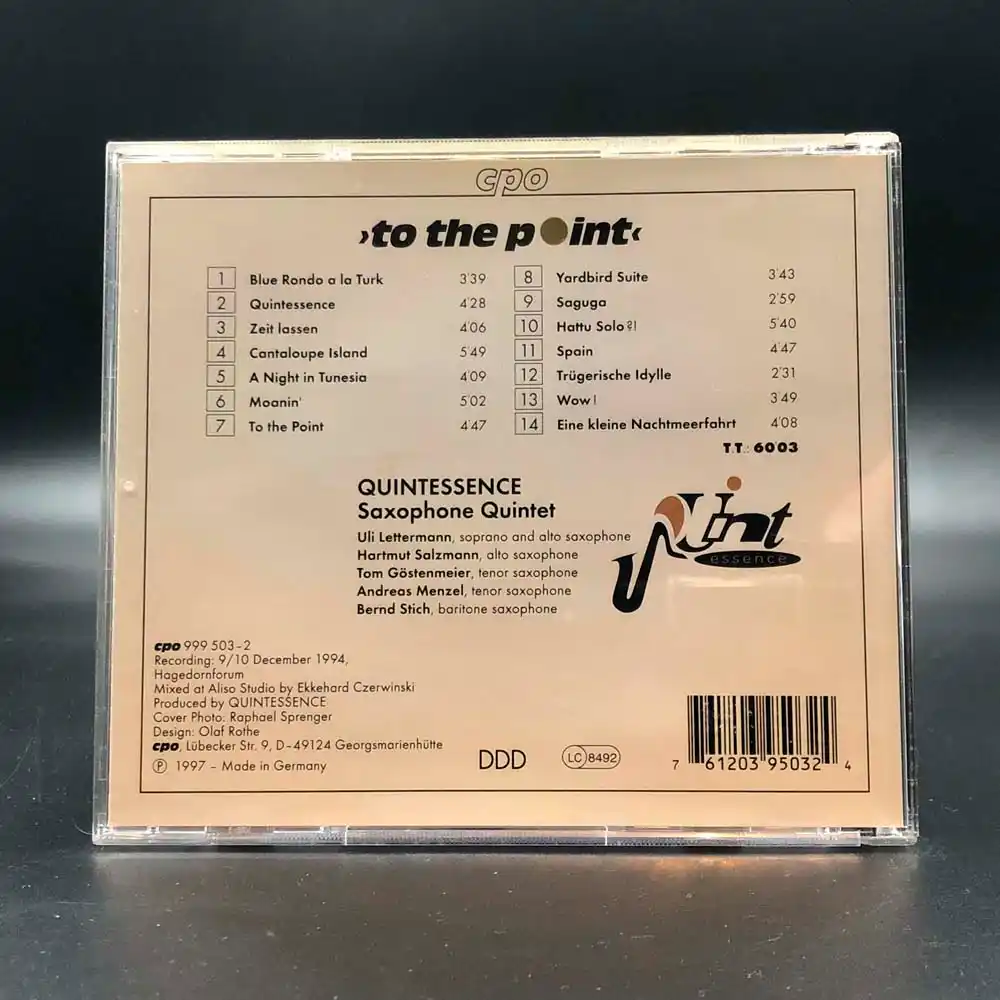 cpo
›to the point‹
1 Blue Rondo a la Turk 3'39
2 Quintessence 4'28
3 Zeit lassen 4'06
4 Cantaloupe Island 5'49
5 A Night in Tunesia 4'09
6 Moanin' 5'02
7 To the Point 4'47
8 Yardbird Suite 3'43
9 Saguga 2'59
10 Hattu Solo?! 5'40
11 Spain 4'47
12 Trügerische Idylle 2'31
13 Wow! 3'49
14 Eine kleine Nachtmeerfahrt 4'08
T.T.: 60'03
QUINTESSENCE
Saxophone Quintet
Uli Lettermann, soprano and alto saxophone
Hartmut Salzmann, alto saxophone
Tom Göstenmeier, tenor saxophone
Andreas Menzel, tenor saxophone
Bernd Stich, baritone saxophone
Quint
essence
cpo 999 503-2
Recording: 9/10 December 1994,
Hagedornforum
Mixed at Aliso Studio by Ekkehard Czerwinski
Produced by QUINTESSENCE
Cover Photo: Raphael Sprenger
Design: Olaf Rothe
cpo, Lübecker Str. 9, D-49124 Georgsmarienhütte
Ⓟ 1997 – Made in Germany
DDD
LC 8492
7 61203 95032 4